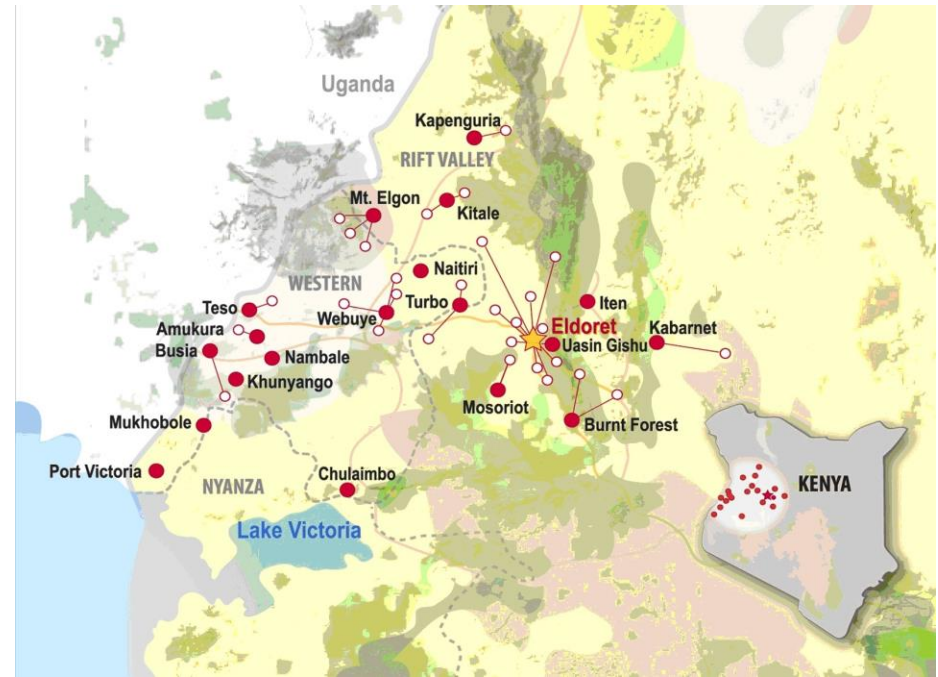 Uganda
Kapenguria
RIFT VALLEY
Mt. Elgon
Kitale
Naitiri
WESTERN
Teso
Webuye
Turbo
Iten
Amukura
Eldoret
Kabarnet
Busia
Uasin Gishu
Nambale
Khunyango
Mosoriot
Mukhobole
Burnt Forest
Port Victoria
NYANZA
Chulaimbo
KENYA
Lake Victoria